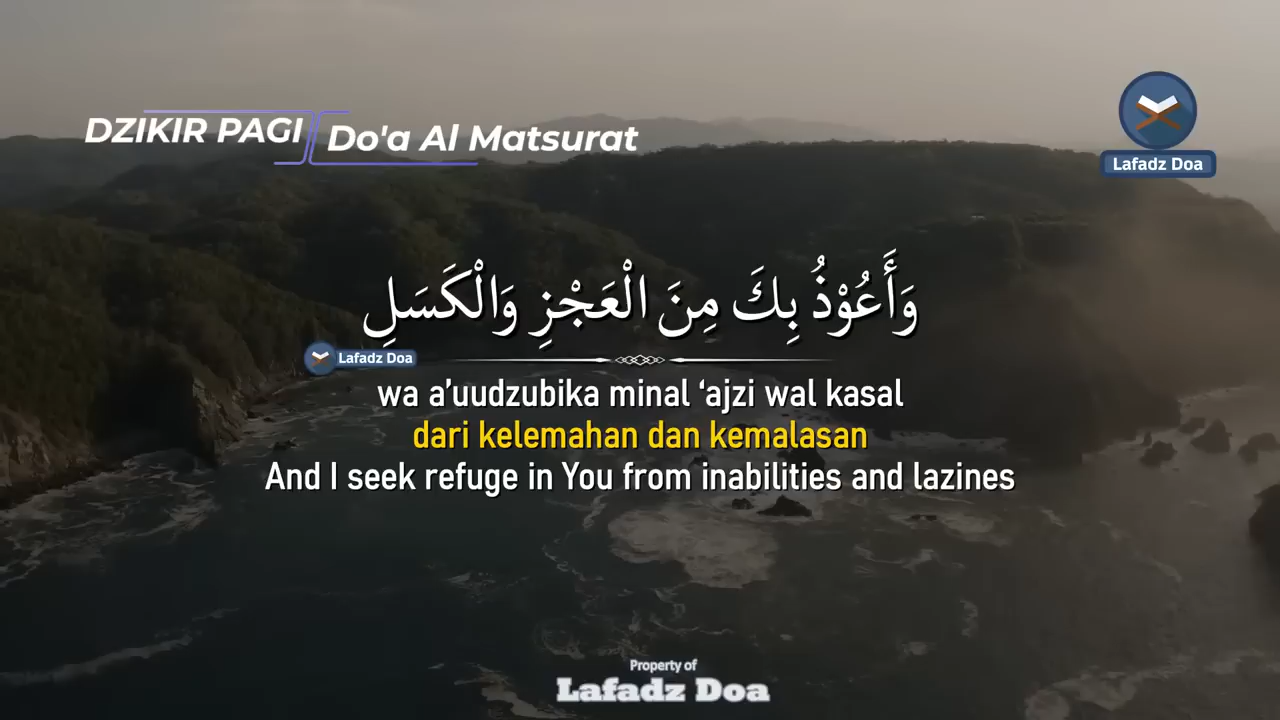 DZIKIR PAGI
Do'a Al Matsurat
Lafadz Doa
وَأَعُوْذُ بِكَ مِنَ الْعَجْزِ وَالْكَسَلِ
Lafadz Doa
wa a’uudzubika minal ‘ajzi wal kasal
dari kelemahan dan kemalasan
And I seek refuge in You from inabilities and lazines
Property of
Lafadz Doa